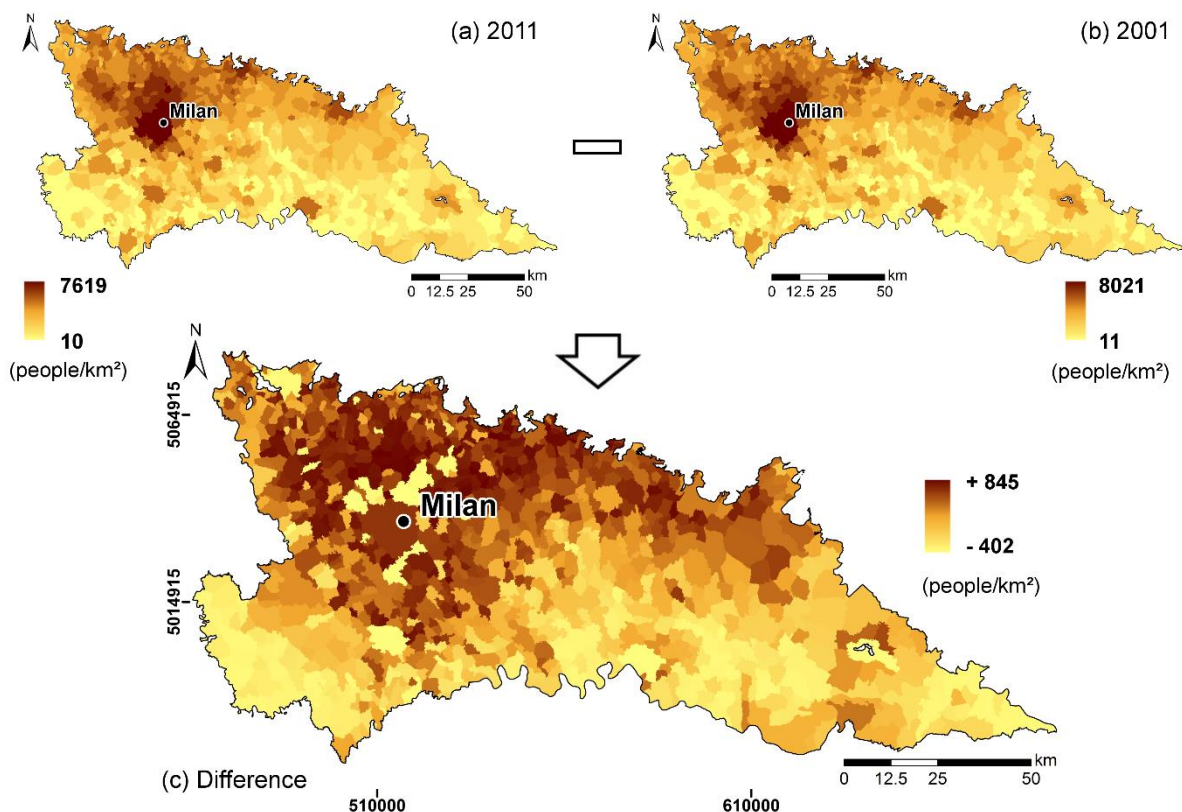 N
(a) 2011
Milan
km
0 12.5 25 50
7619
10
(people/km²)
N
(b) 2001
Milan
km
0 12.5 25 50
8021
11
(people/km²)
N
5064915
5014915
Milan
+ 845
- 402
(people/km²)
km
0 12.5 25 50
(c) Difference
510000 610000